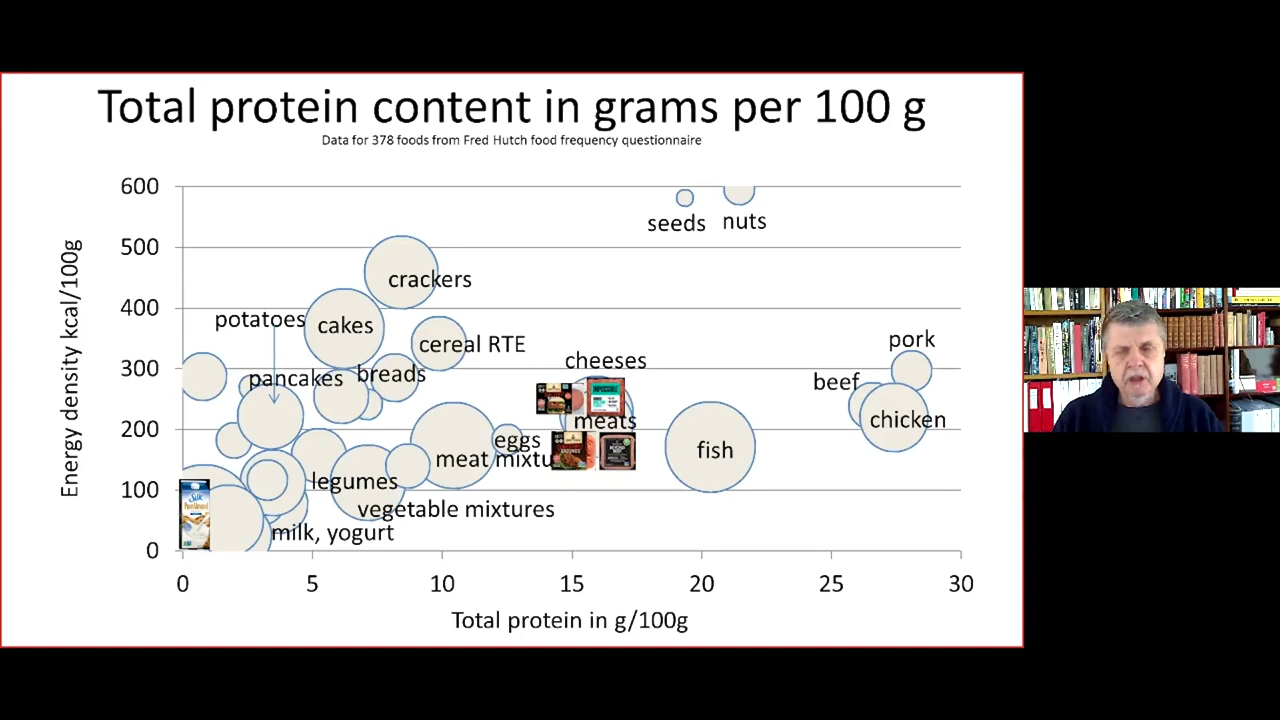 Total protein content in grams per 100 g
Data for 378 foods from Fred Hutch food frequency questionnaire
Energy density kcal/100g
600
500
400
300
200
100
0
seeds
nuts
crackers
potatoes
cakes
cereal RTE
pork
cheeses
pancakes
breads
beef
meats
chicken
eggs
fish
meat mixtu
legumes
vegetable mixtures
milk, yogurt
Silk
IMPOSSIBLE
0 5 10 15 20 25 30
Total protein in g/100g